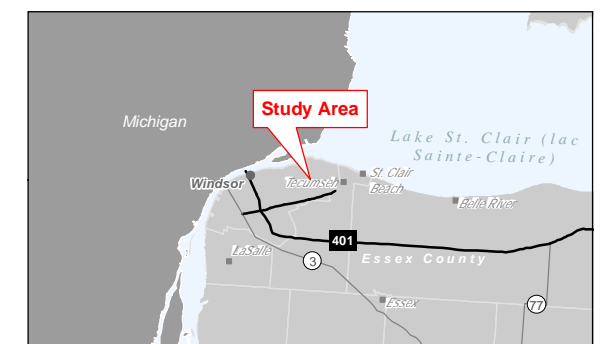 Study Area
Michigan
Lake St. Clair (lac
Sainte-Claire)
St. Clair
Beach
Tecumseh
Windsor
Belle River
401
LaSalle
3
Essex County
Essex
77